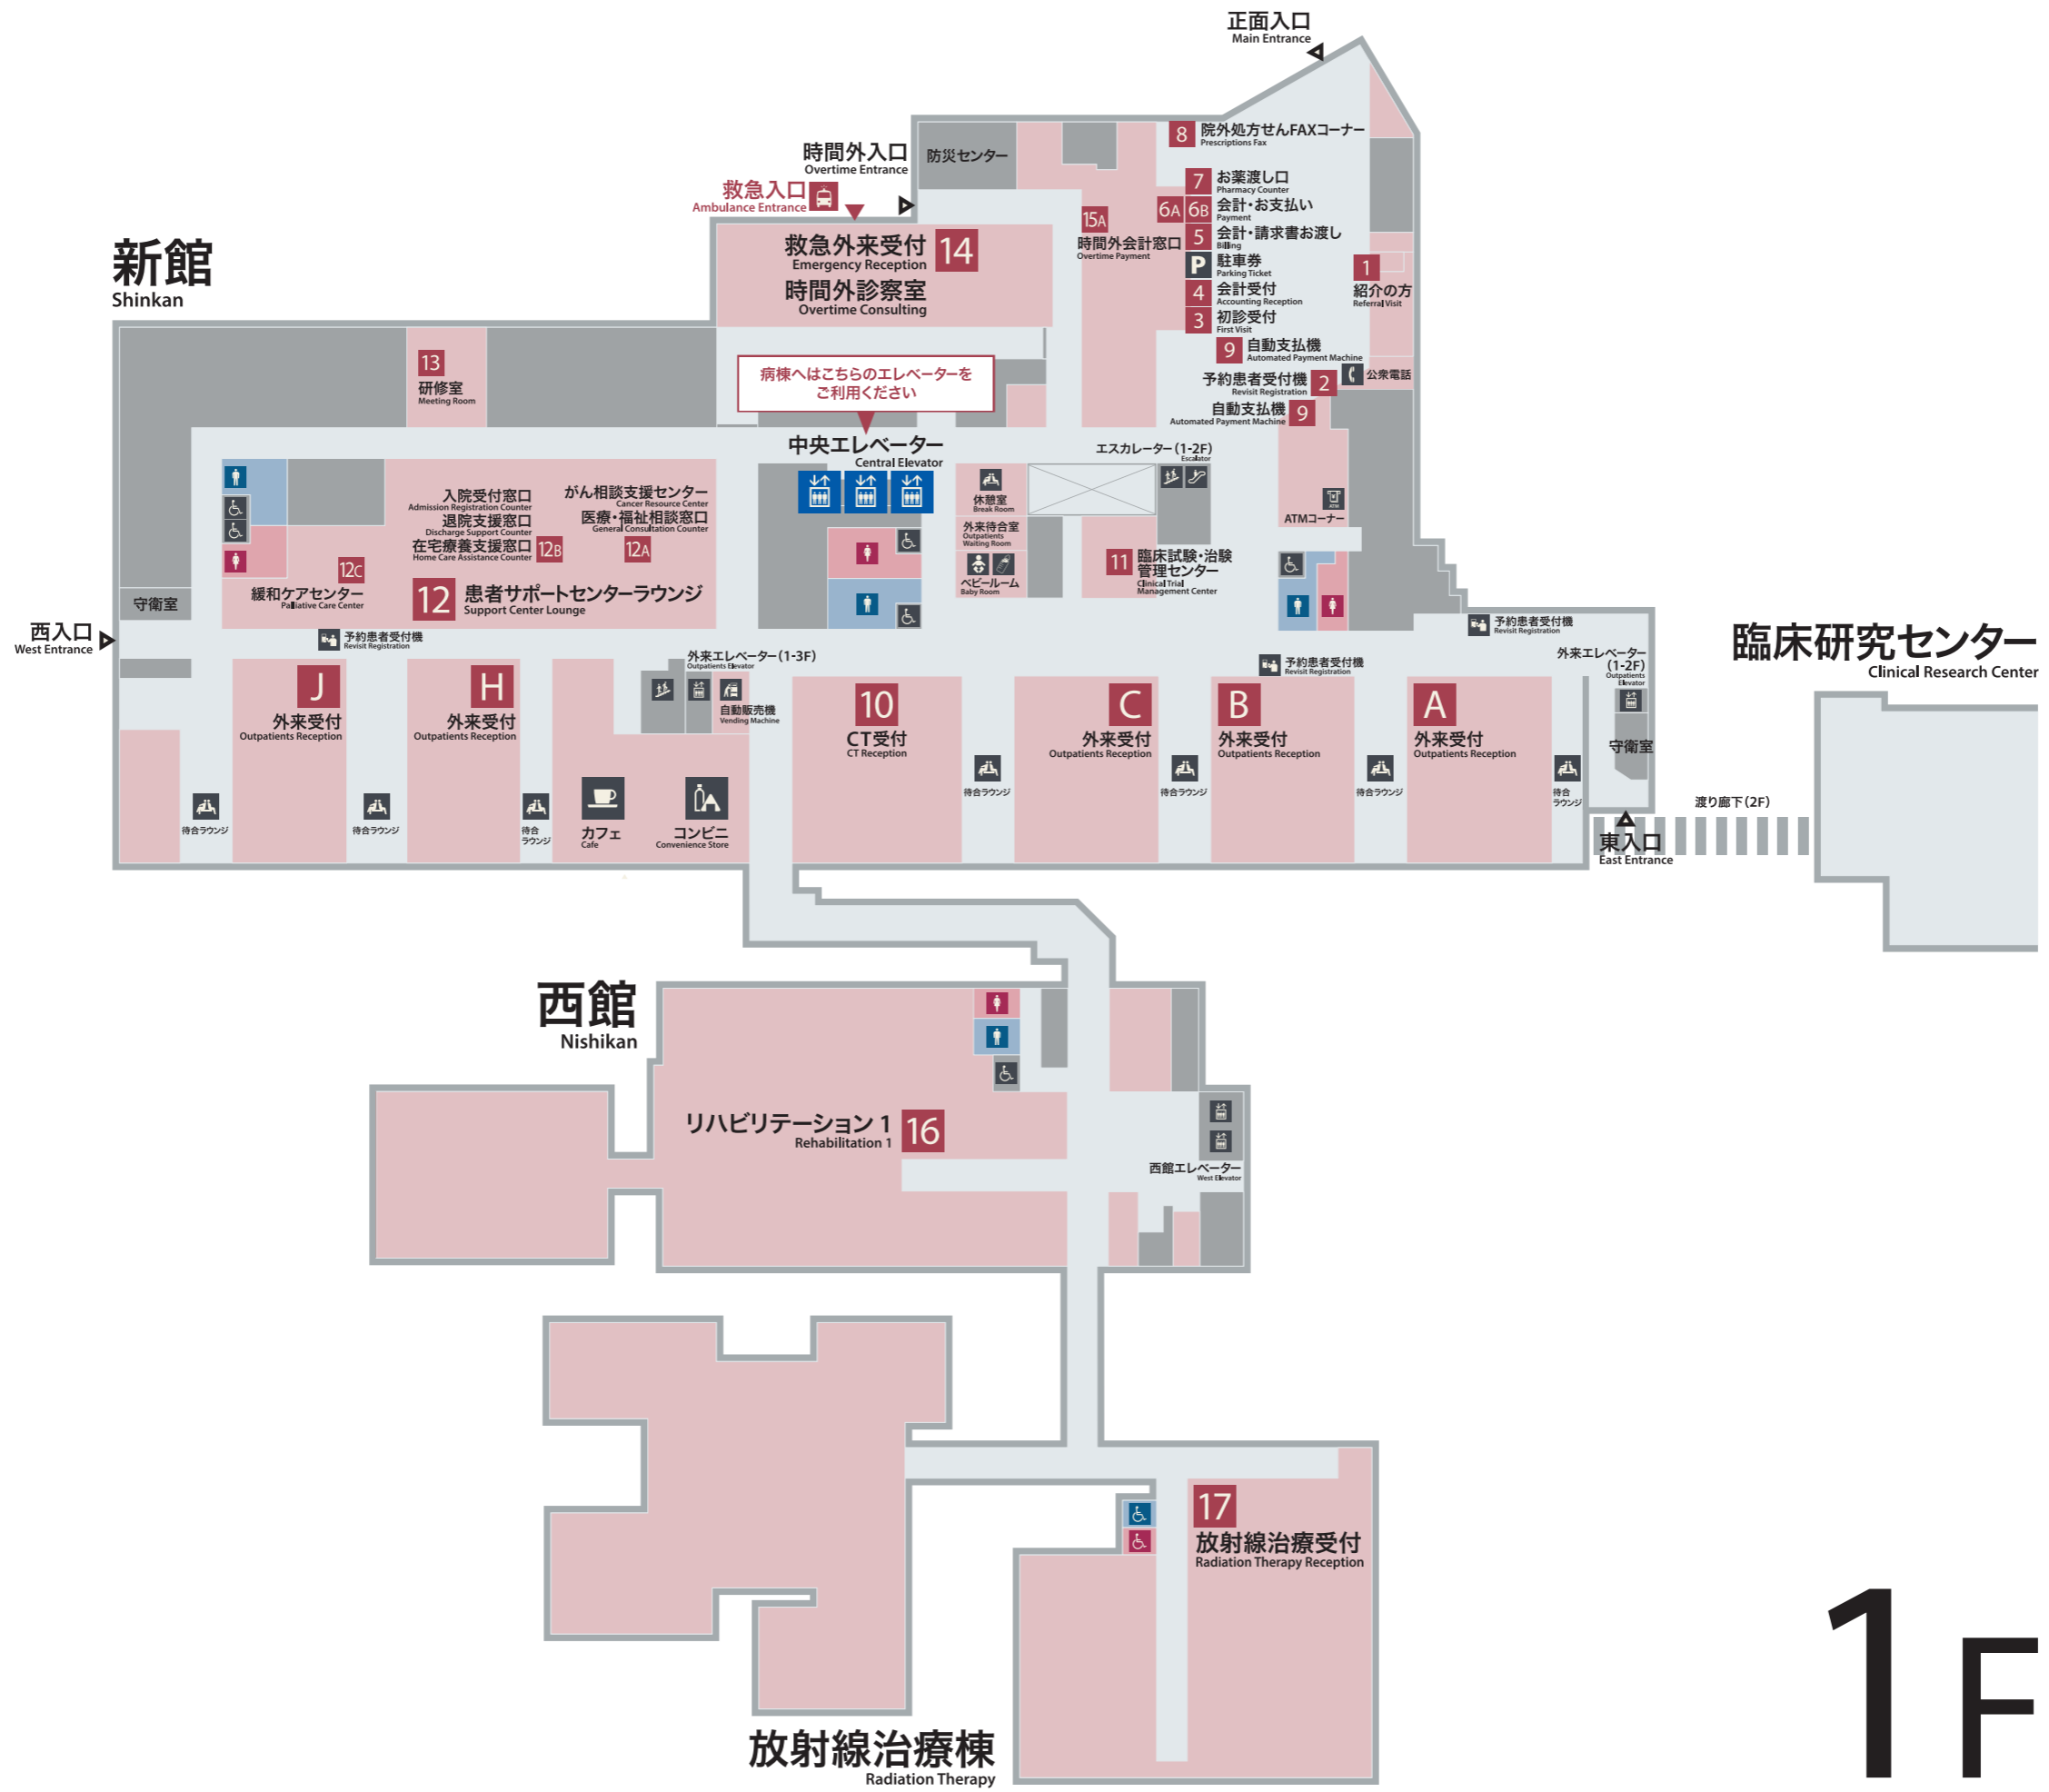 正面入口
Main Entrance
8
院外処方せんFAXコーナー
Prescriptions Fax
時間外入口
Overtime Entrance
防災センター
救急入口
Ambulance Entrance
7
お薬渡し口
Pharmacy Counter
6A
6B
会計・お支払い
Payment
15A
時間外会計窓口
Overtime Payment
5
会計・請求書お渡し
Billing
P
駐車券
Parking Ticket
1
紹介の方
Referral Visit
4
会計受付
Accounting Reception
3
初診受付
First Visit
9
自動支払機
Automated Payment Machine
公衆電話
予約患者受付機
Revisit Registration
2
自動支払機
Automated Payment Machine
9
新館
Shinkan
救急外来受付
Emergency Reception
14
時間外診察室
Overtime Consulting
13
研修室
Meeting Room
病棟へはこちらのエレベーターを
ご利用ください
中央エレベーター
Central Elevator
エスカレーター(1-2F)
Escalator
休憩室
Break Room
外来待合室
Outpatients
Waiting Room
ベビールーム
Baby Room
11
臨床試験・治験
管理センター
Clinical Trial
Management Center
ATM
ATMコーナー
入院受付窓口
Admission Registration Counter
退院支援窓口
Discharge Support Counter
在宅療養支援窓口
Home Care Assistance Counter
12B
がん相談支援センター
Cancer Resource Center
医療・福祉相談窓口
General Consultation Counter
12A
12C
緩和ケアセンター
Palliative Care Center
12
患者サポートセンターラウンジ
Support Center Lounge
守衛室
西入口
West Entrance
予約患者受付機
Revisit Registration
外来エレベーター(1-3F)
Outpatients Elevator
自動販売機
Vending Machine
予約患者受付機
Revisit Registration
予約患者受付機
Revisit Registration
外来エレベーター
(1-2F)
Outpatients
Elevator
守衛室
臨床研究センター
Clinical Research Center
J
外来受付
Outpatients Reception
H
外来受付
Outpatients Reception
10
CT受付
CT Reception
C
外来受付
Outpatients Reception
B
外来受付
Outpatients Reception
A
外来受付
Outpatients Reception
待合ラウンジ
待合ラウンジ
待合
ラウンジ
カフェ
Cafe
コンビニ
Convenience Store
待合ラウンジ
待合ラウンジ
待合ラウンジ
待合
ラウンジ
渡り廊下(2F)
東入口
East Entrance
西館
Nishikan
リハビリテーション 1
Rehabilitation 1
16
西館エレベーター
West Elevator
17
放射線治療受付
Radiation Therapy Reception
放射線治療棟
Radiation Therapy
1F